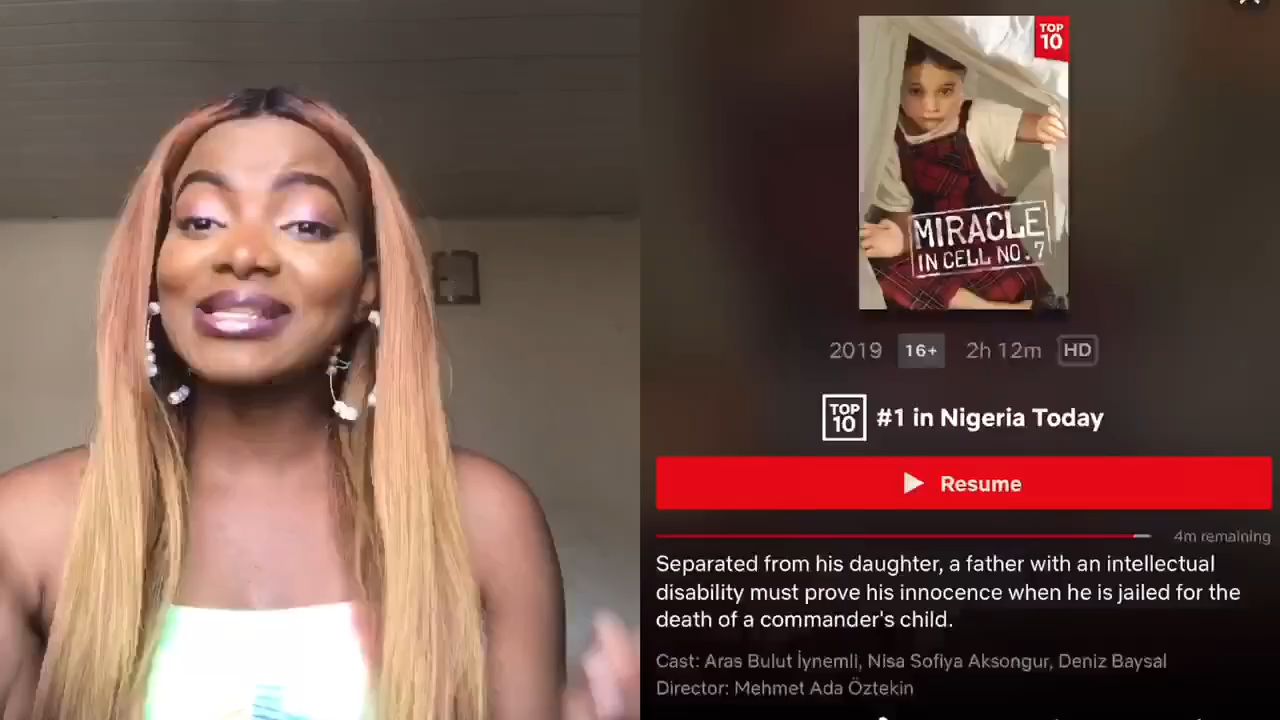 TOP
10
MIRACLE
IN CELL NO.7
2019 16+ 2h 12m HD
TOP
10
#1 in Nigeria Today
Resume
4m remaining
Separated from his daughter, a father with an intellectual
disability must prove his innocence when he is jailed for the
death of a commander's child.
Cast: Aras Bulut İynemli, Nisa Sofiya Aksongur, Deniz Baysal
Director: Mehmet Ada Öztekin